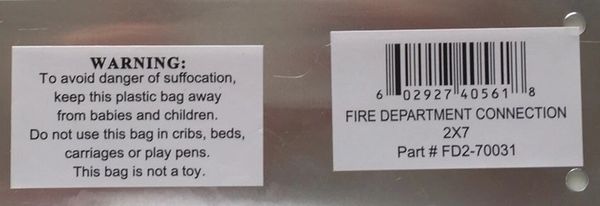 WARNING:
To avoid danger of suffocation,
keep this plastic bag away
from babies and children.
Do not use this bag in cribs, beds,
carriages or play pens.
This bag is not a toy.
6 02927 40561 8
FIRE DEPARTMENT CONNECTION
2X7
Part # FD2-70031